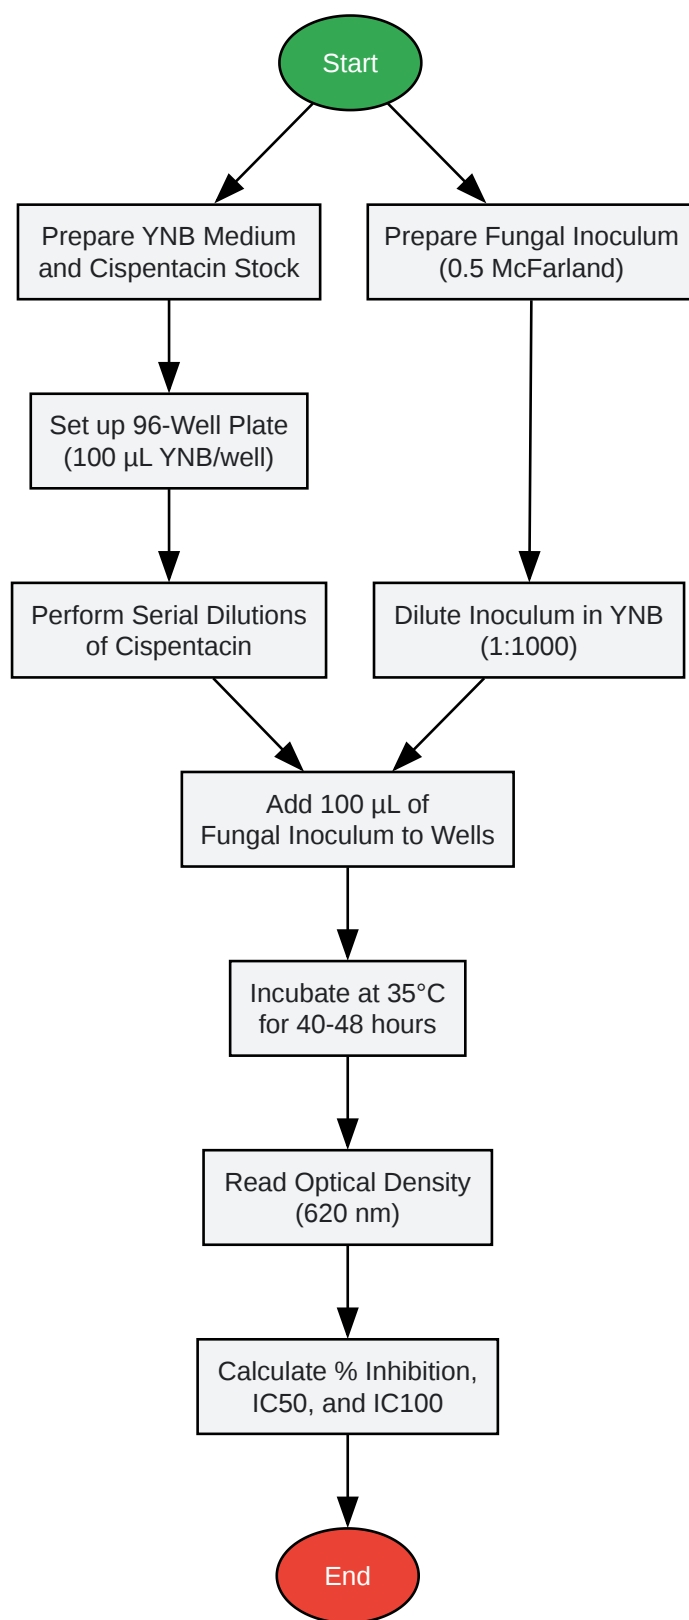 Start
Prepare YNB Medium
and Cispentacin Stock
Prepare Fungal Inoculum
(0.5 McFarland)
Set up 96-Well Plate
(100 µL YNB/well)
Perform Serial Dilutions
of Cispentacin
Dilute Inoculum in YNB
(1:1000)
Add 100 µL of
Fungal Inoculum to Wells
Incubate at 35°C
for 40-48 hours
Read Optical Density
(620 nm)
Calculate % Inhibition,
IC50, and IC100
End